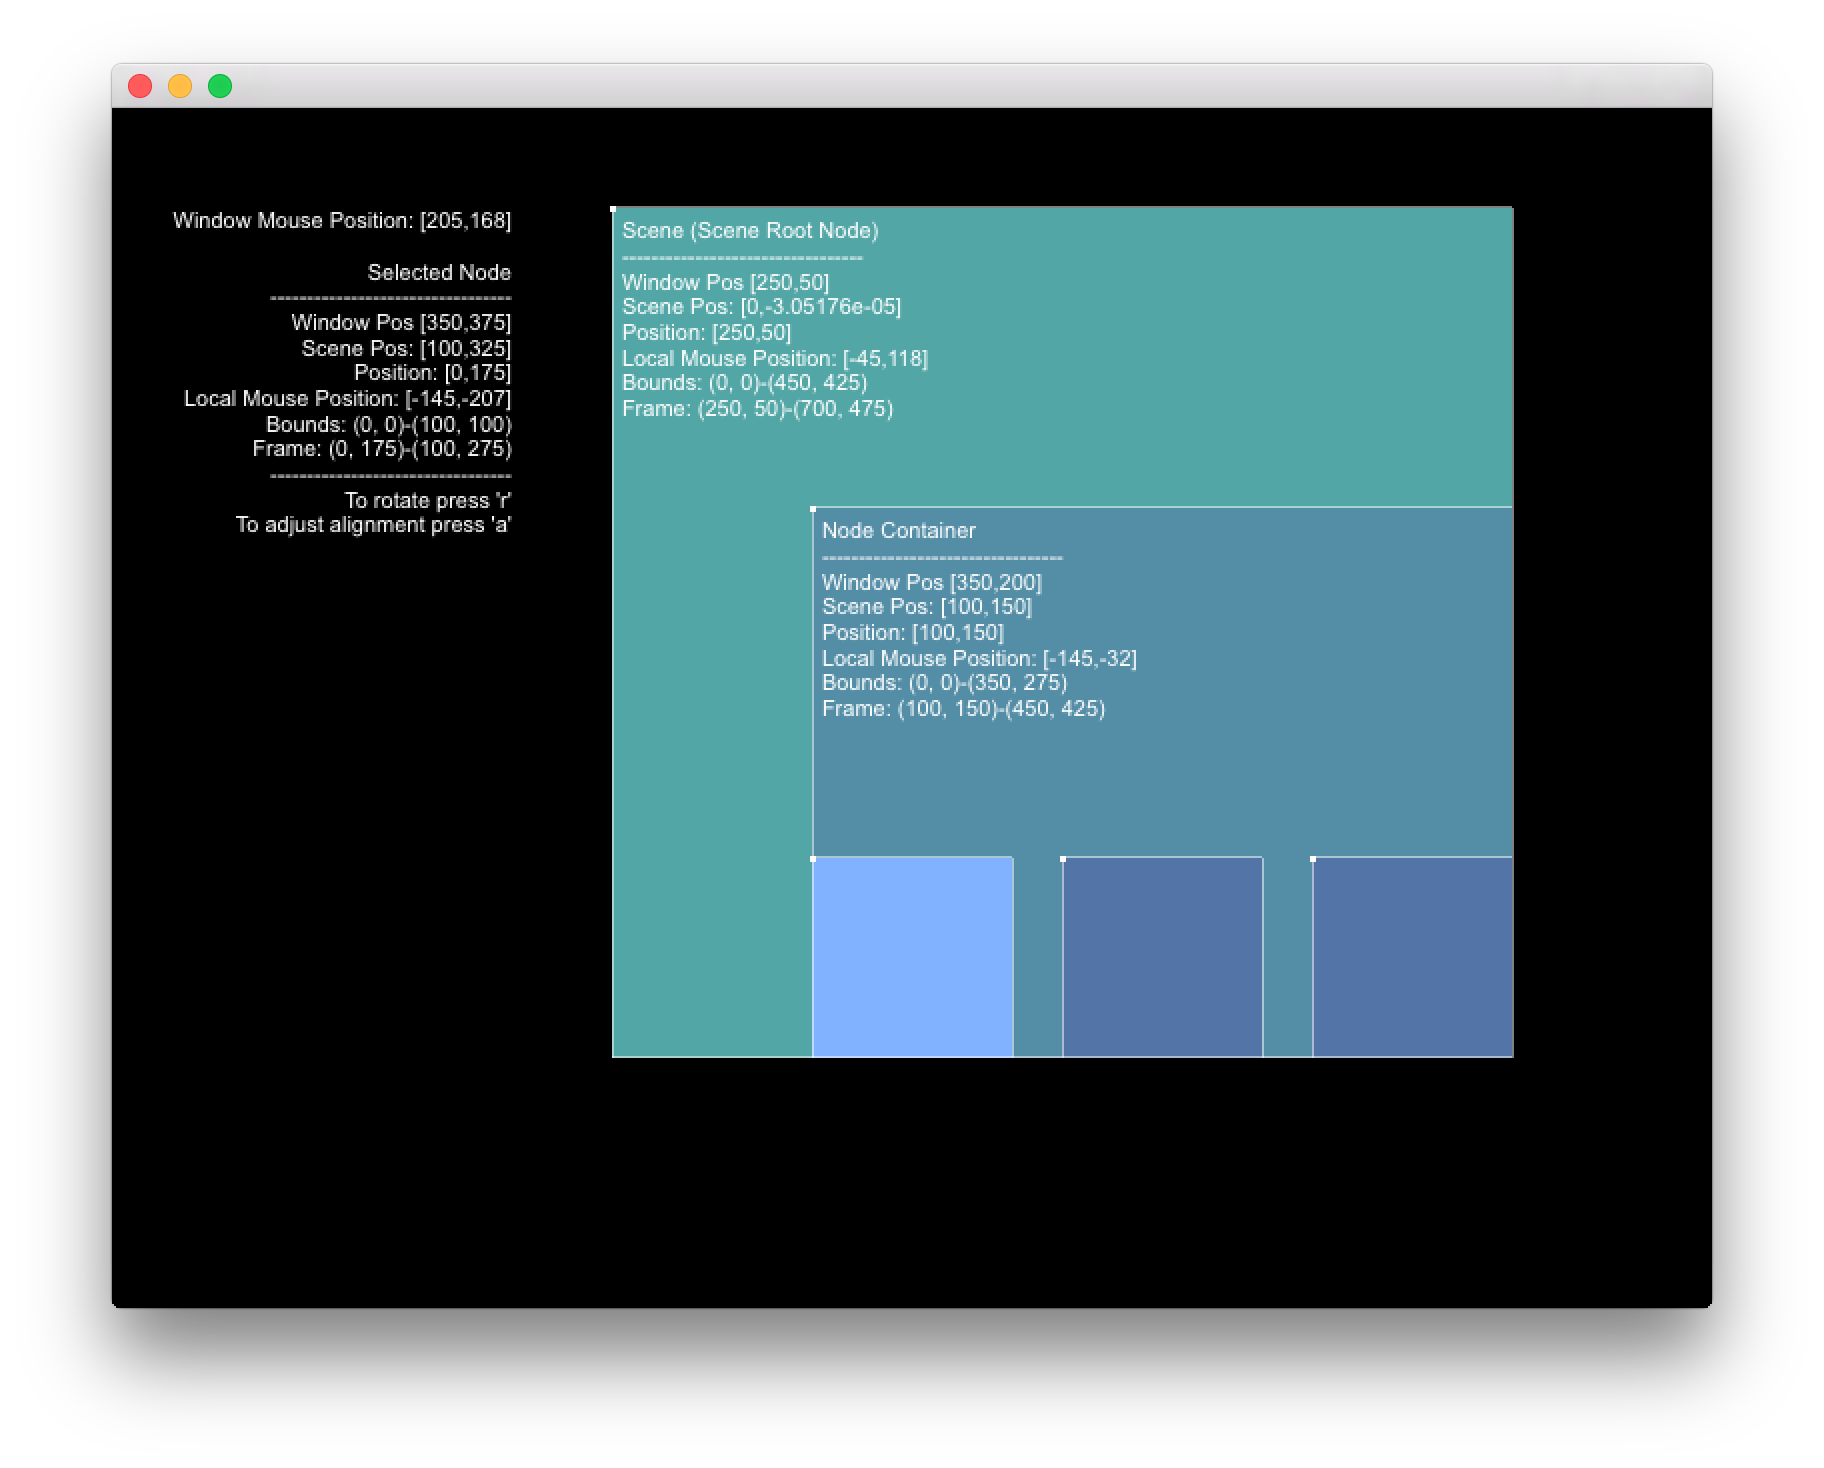 Window Mouse Position: [205,168]
Selected Node
---------------------------------
Window Pos [350,375]
Scene Pos: [100,325]
Position: [0,175]
Local Mouse Position: [-145,-207]
Bounds: (0, 0)-(100, 100)
Frame: (0, 175)-(100, 275)
---------------------------------
To rotate press 'r'
To adjust alignment press 'a'
Scene (Scene Root Node)
---------------------------------
Window Pos [250,50]
Scene Pos: [0,-3.05176e-05]
Position: [250,50]
Local Mouse Position: [-45,118]
Bounds: (0, 0)-(450, 425)
Frame: (250, 50)-(700, 475)
Node Container
---------------------------------
Window Pos [350,200]
Scene Pos: [100,150]
Position: [100,150]
Local Mouse Position: [-145,-32]
Bounds: (0, 0)-(350, 275)
Frame: (100, 150)-(450, 425)